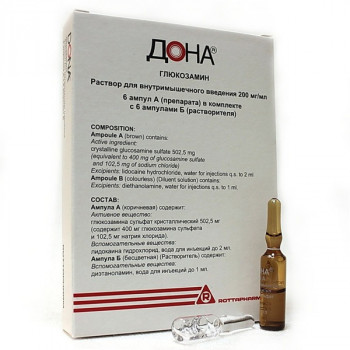 ДОНА®
ГЛЮКОЗАМИН
Раствор для внутримышечного введения 200 мг/мл
6 ампул А (препарата) в комплекте
с 6 ампулами Б (растворителя)
COMPOSITION:
Ampoule A (brown) contains:
Active ingredient:
crystalline glucosamine sulfate 502,5 mg
(equivalent to 400 mg of glucosamine sulfate
and 102,5 mg of sodium chloride)
Excipients: lidocaine hydrochloride, water for injections q.s. to 2 ml.
Ampoule B (colourless) (Diluent solution) contains:
Excipients: diethanolamine, water for injections q.s. to 1 ml.
СОСТАВ:
Ампула А (коричневая) содержит:
Активное вещество:
глюкозамина сульфат кристаллический 502,5 мг
(содержит 400 мг глюкозамина сульфата
и 102,5 мг натрия хлорида).
Вспомогательные вещества:
лидокаина гидрохлорид, вода для инъекций до 2 мл.
Ампула Б (бесцветная) (Растворитель) содержит:
Вспомогательные вещества:
диэтаноламин, вода для инъекций до 1 мл.
R ROTTAPHARM
ДОНА